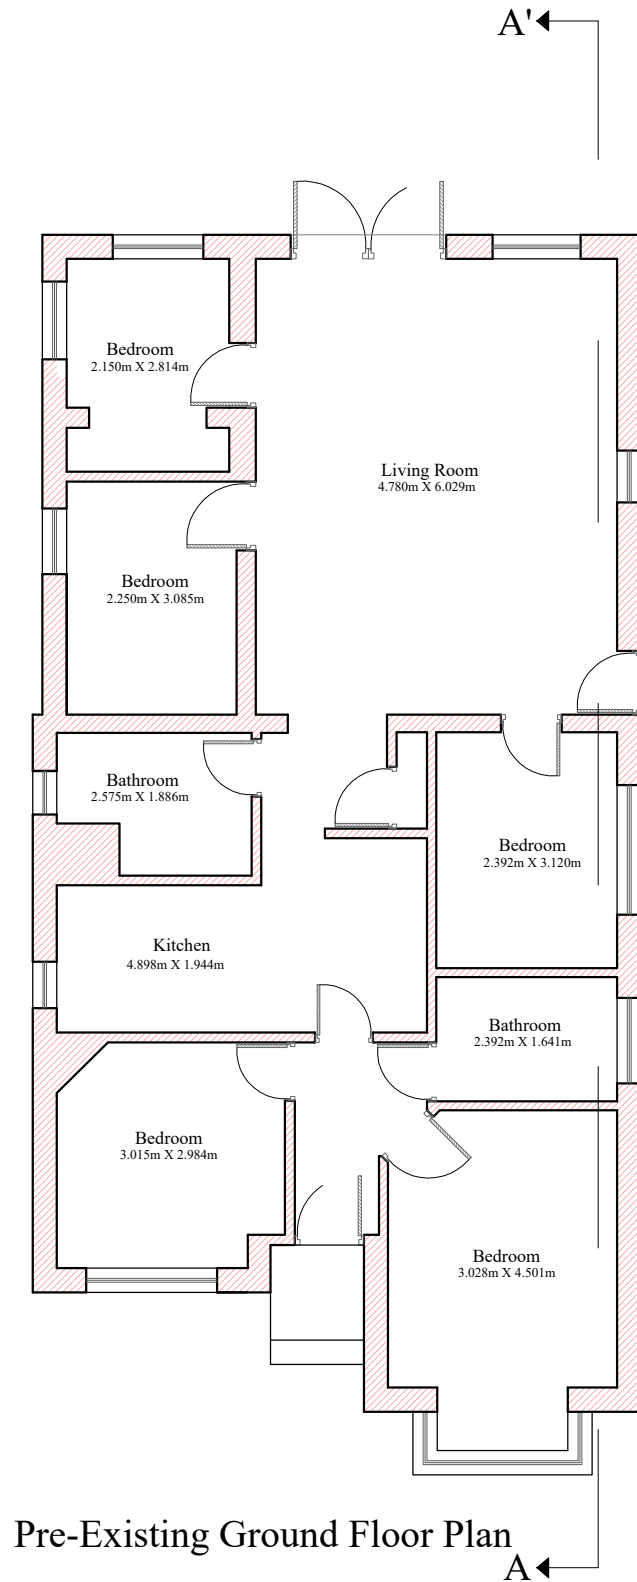 A'
Bedroom
2.150m X 2.814m
Living Room
4.780m X 6.029m
Bedroom
2.250m X 3.085m
Bathroom
2.575m X 1.886m
Bedroom
2.392m X 3.120m
Kitchen
4.898m X 1.944m
Bathroom
2.392m X 1.641m
Bedroom
3.015m X 2.984m
Bedroom
3.028m X 4.501m
Pre-Existing Ground Floor Plan
A